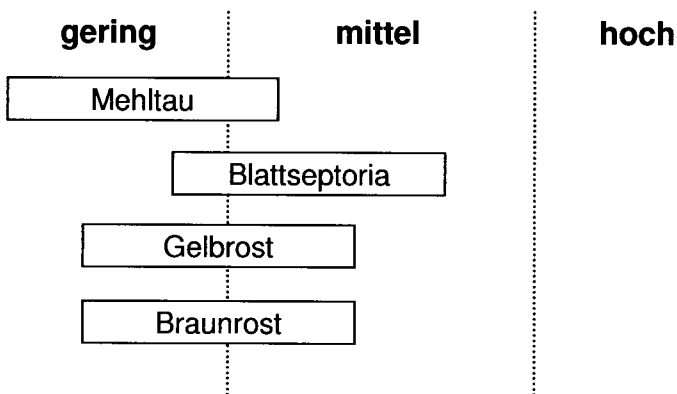 gering mittel hoch
Mehltau
Blattseptoria
Gelbrost
Braunrost